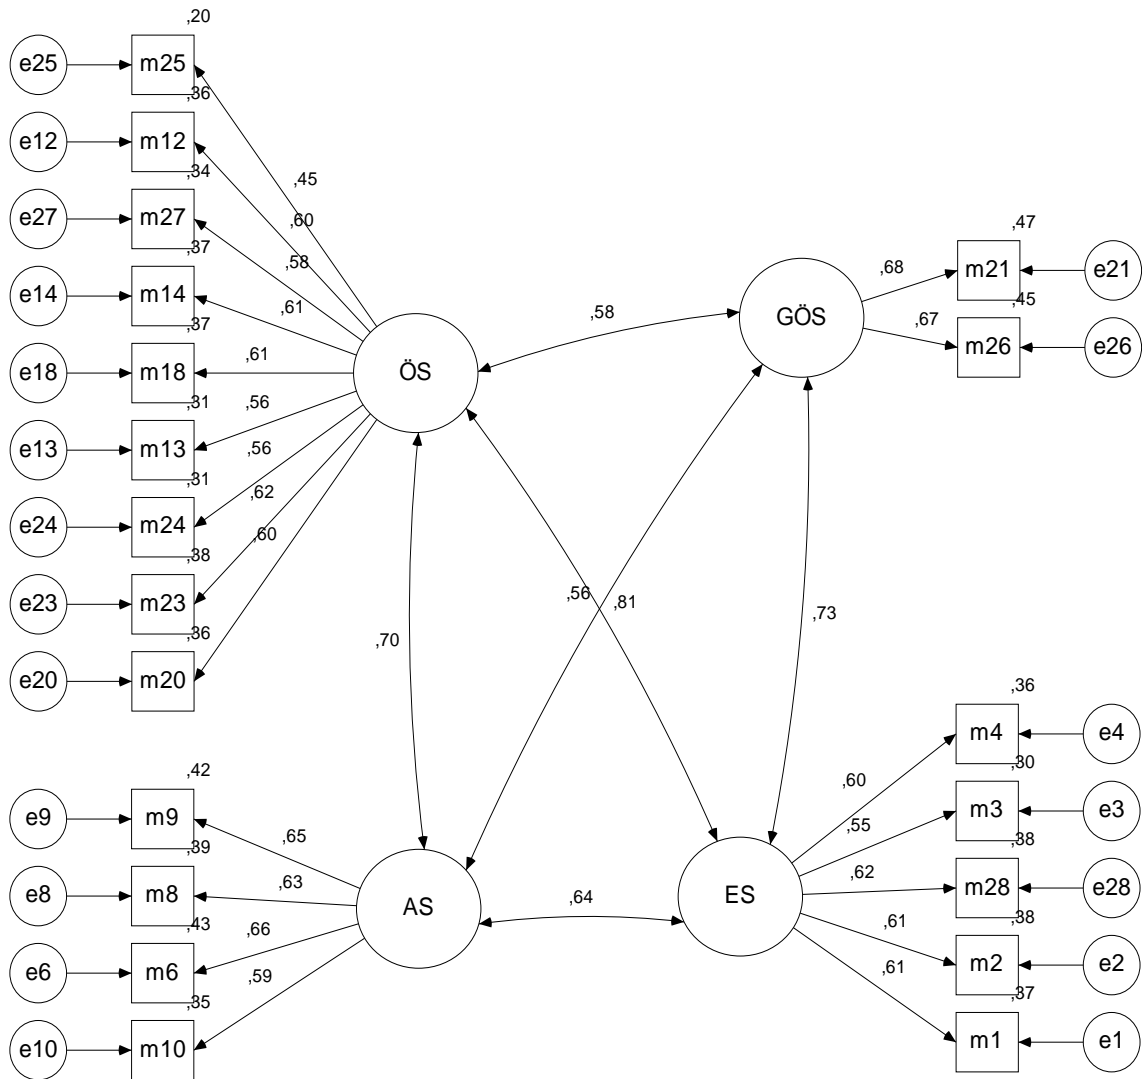 ,20
e25 m25
,36
e12 m12
,34
e27 m27
,37
e14 m14
,37
e18 m18
,31
e13 m13
,31
e24 m24
,38
e23 m23
,36
e20 m20
,45
,60
,58
,61
,61
,56
,56
,62
,60
ÖS
,58
GÖS
,68
,67
,47
m21 e21
,45
m26 e26
,70
,56
,81
,73
,42
e9 m9
,39
e8 m8
,43
e6 m6
,35
e10 m10
,65
,63
,66
,59
AS
,64
ES
,60
,55
,62
,61
,61
,36
m4 e4
,30
m3 e3
,38
m28 e28
,38
m2 e2
,37
m1 e1